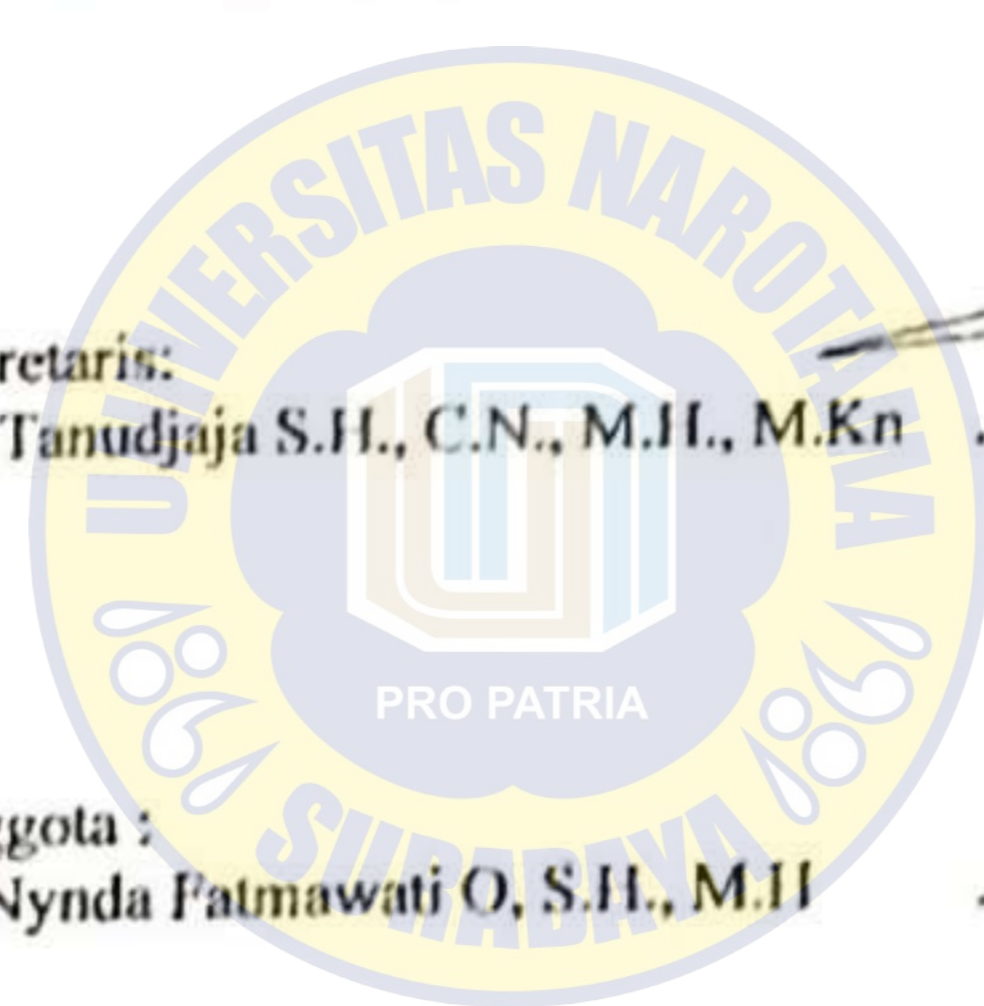 UNIVERSITAS NAROTAMA
retaris:
Tanudjaja S.H., C.N., M.H., M.Kn
PRO PATRIA
gota :
Nynda Fatmawati O, S.H., M.H
SURABAYA